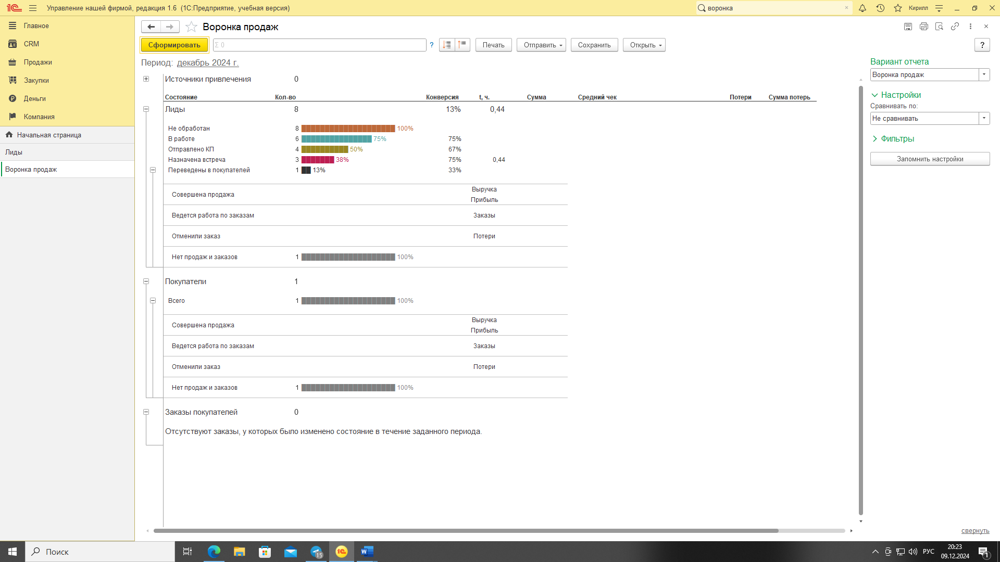 1С Управление нашей фирмой, редакция 1.6 (1С:Предприятие, учебная версия) воронка × Кирилл
Главное
CRM
Продажи
Закупки
Деньги
Компания
Начальная страница
Лиды
Воронка продаж
Воронка продаж
Сформировать Σ 0 ? Печать Отправить Сохранить Открыть ?
Период: декабрь 2024 г.
Источники привлечения 0
Состояние Кол-во Конверсия t, ч. Сумма Средний чек Потери Сумма потерь
Лиды 8 13% 0,44
Не обработан 8 100%
В работе 6 75% 75%
Отправлено КП 4 50% 67%
Назначена встреча 3 38% 75% 0,44
Переведены в покупателей 1 13% 33%
Совершена продажа Выручка
Прибыль
Ведется работа по заказам Заказы
Отменили заказ Потери
Нет продаж и заказов 1 100%
Покупатели 1
Всего 1 100%
Совершена продажа Выручка
Прибыль
Ведется работа по заказам Заказы
Отменили заказ Потери
Нет продаж и заказов 1 100%
Заказы покупателей 0
Отсутствуют заказы, у которых было изменено состояние в течение заданного периода.
Вариант отчета
Воронка продаж
Настройки
Сравнивать по:
Не сравнивать
Фильтры
Запомнить настройки
свернуть
Поиск 15 1С W РУС 20:23
09.12.2024 1